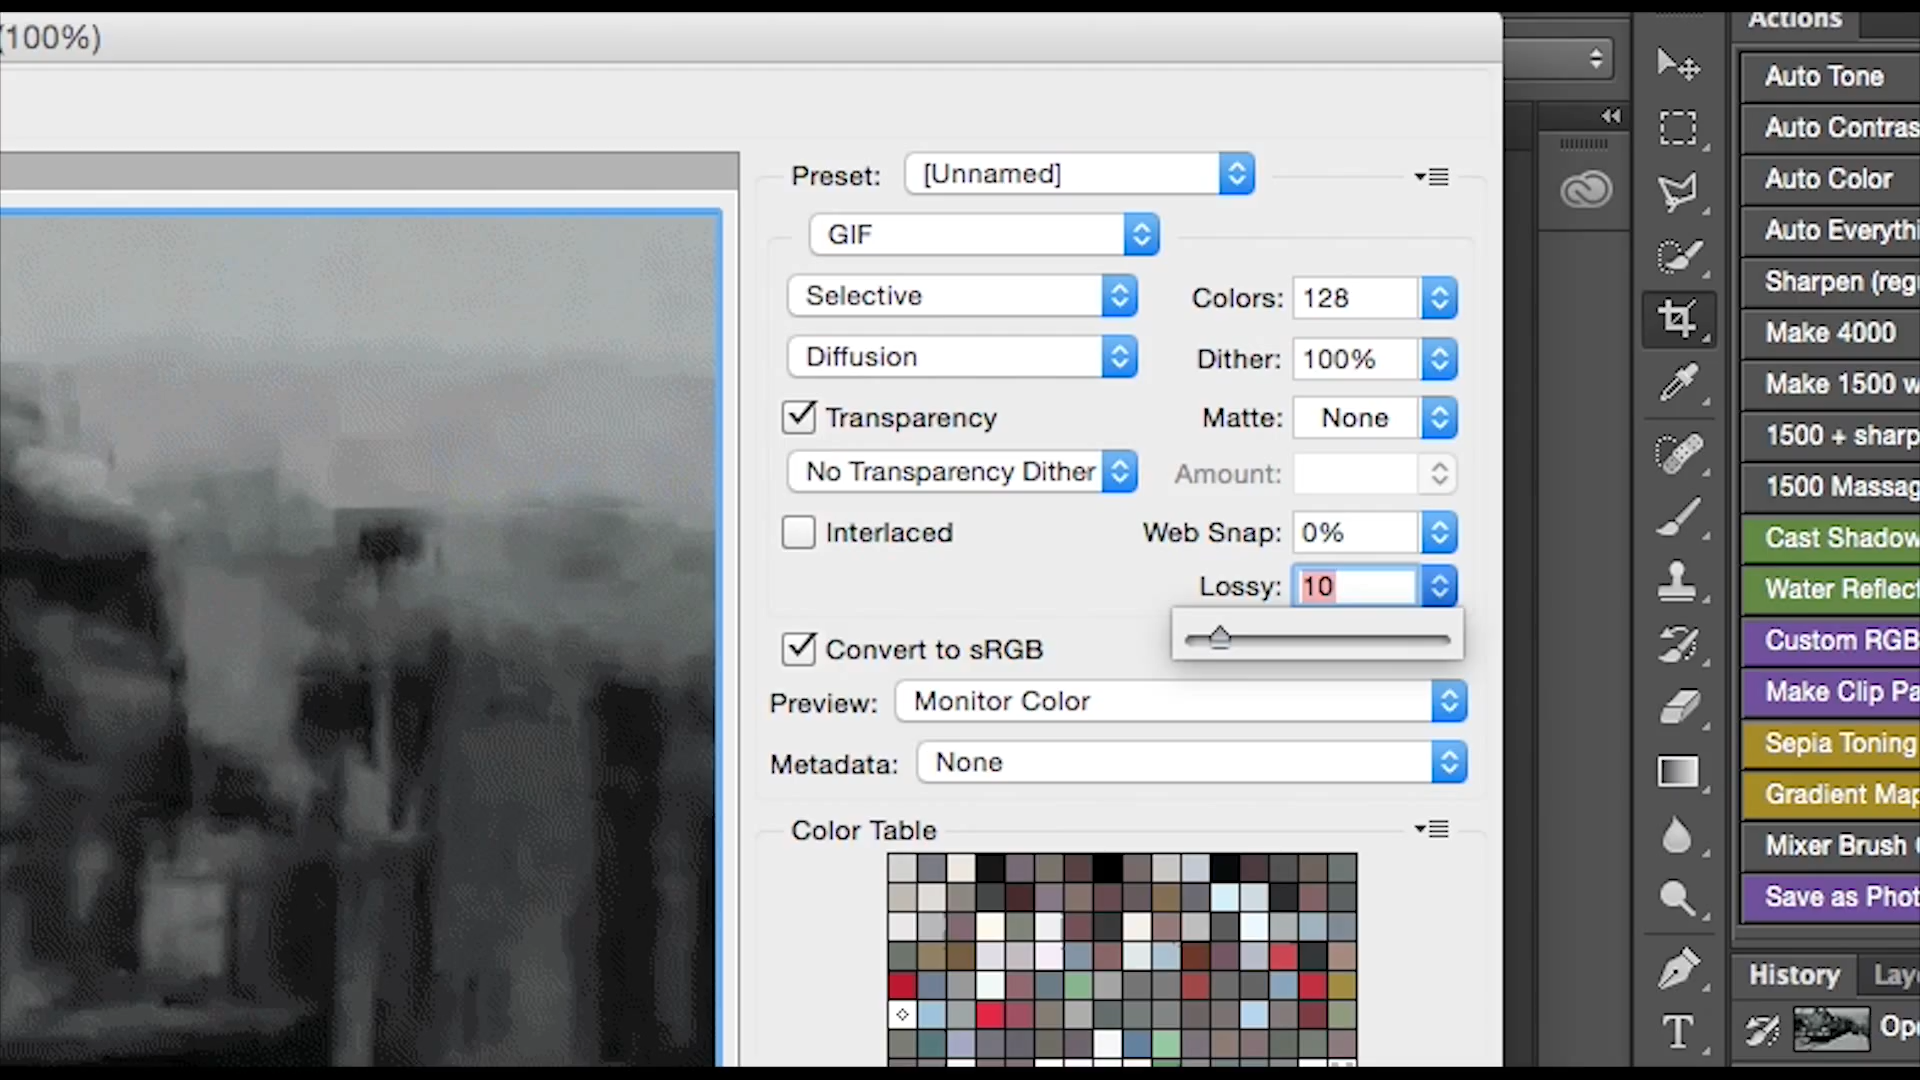 (100%)
Actions
Auto Tone
Auto Contras
Auto Color
Auto Everythi
Sharpen (regu
Make 4000
Make 1500 w
1500 + sharp
1500 Massag
Cast Shadow
Water Reflect
Custom RGB
Make Clip Pa
Sepia Toning
Gradient Map
Mixer Brush
Save as Phot
History
Laye
Ope
Preset: [Unnamed]
GIF
Selective Colors: 128
Diffusion Dither: 100%
Transparency Matte: None
No Transparency Dither Amount:
Interlaced Web Snap: 0%
Lossy: 10
Convert to sRGB
Preview: Monitor Color
Metadata: None
Color Table
T